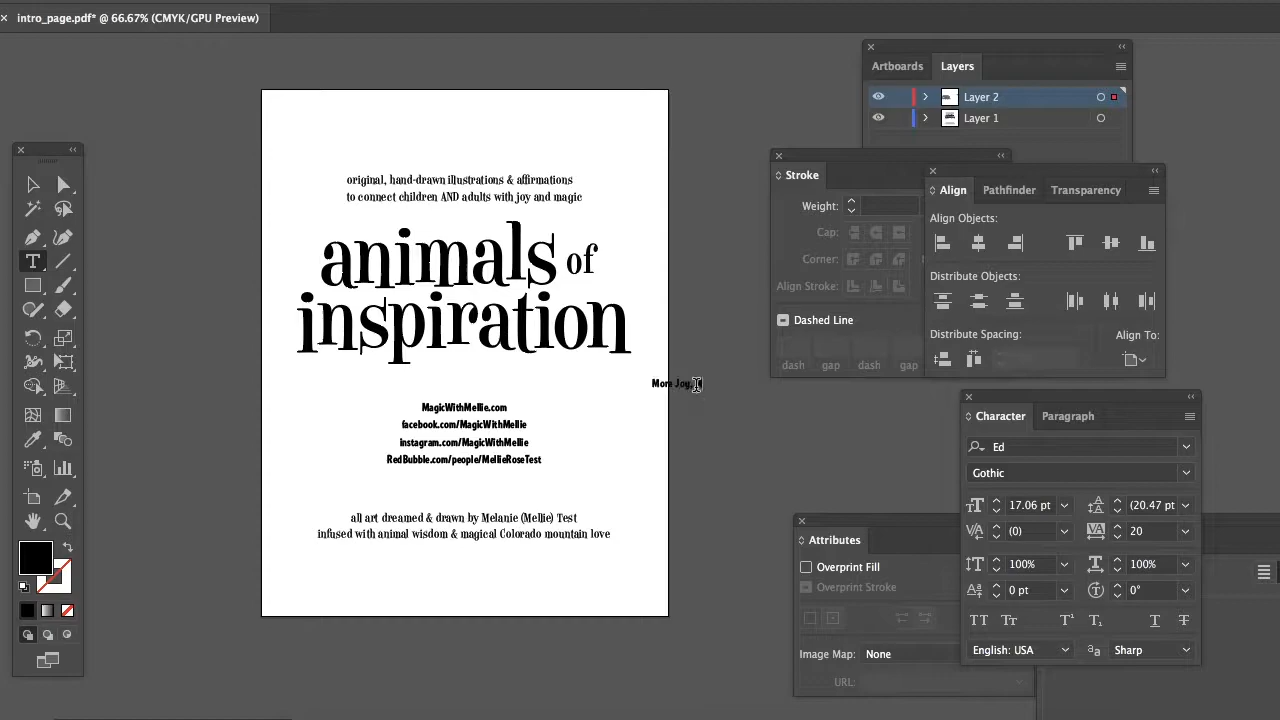 intro_page.pdf* @ 66.67% (CMYK/GPU Preview)
Artboards Layers
Layer 2
Layer 1
Stroke
Weight:
Cap:
Corner:
Align Stroke:
Dashed Line
dash gap dash gap
Align Pathfinder Transparency
Align Objects:
Distribute Objects:
Distribute Spacing:
Align To:
original, hand-drawn illustrations & affirmations
to connect children AND adults with joy and magic
animals of
inspiration
More Joy,
MagicWithMellie.com
facebook.com/MagicWithMellie
instagram.com/MagicWithMellie
RedBubble.com/people/MellieRoseTest
all art dreamed & drawn by Melanie (Mellie) Test
infused with animal wisdom & magical Colorado mountain love
Character Paragraph
Ed
Gothic
17.06 pt (20.47 pt
(0) 20
100% 100%
0 pt 0°
English: USA Sharp
Attributes
Overprint Fill
Overprint Stroke
Image Map: None
URL: